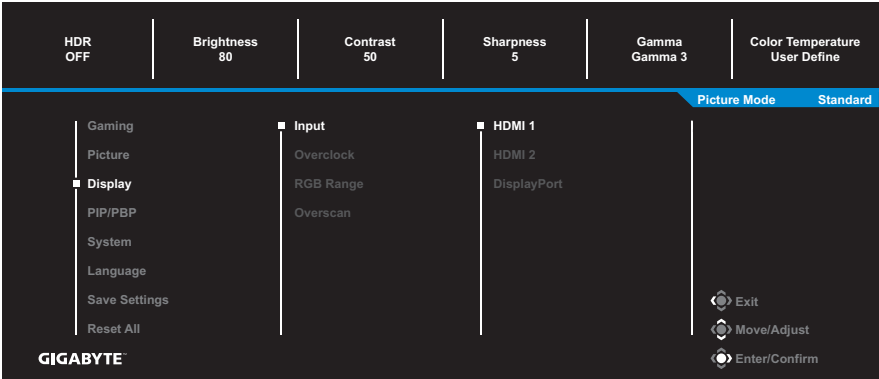 HDR Brightness Contrast Sharpness Gamma Color Temperature
OFF 80 50 5 Gamma 3 User Define
Picture Mode Standard
Gaming Input HDMI 1
Picture Overclock HDMI 2
Display RGB Range DisplayPort
PIP/PBP Overscan
System
Language
Save Settings Exit
Reset All Move/Adjust
GIGABYTE™ Enter/Confirm